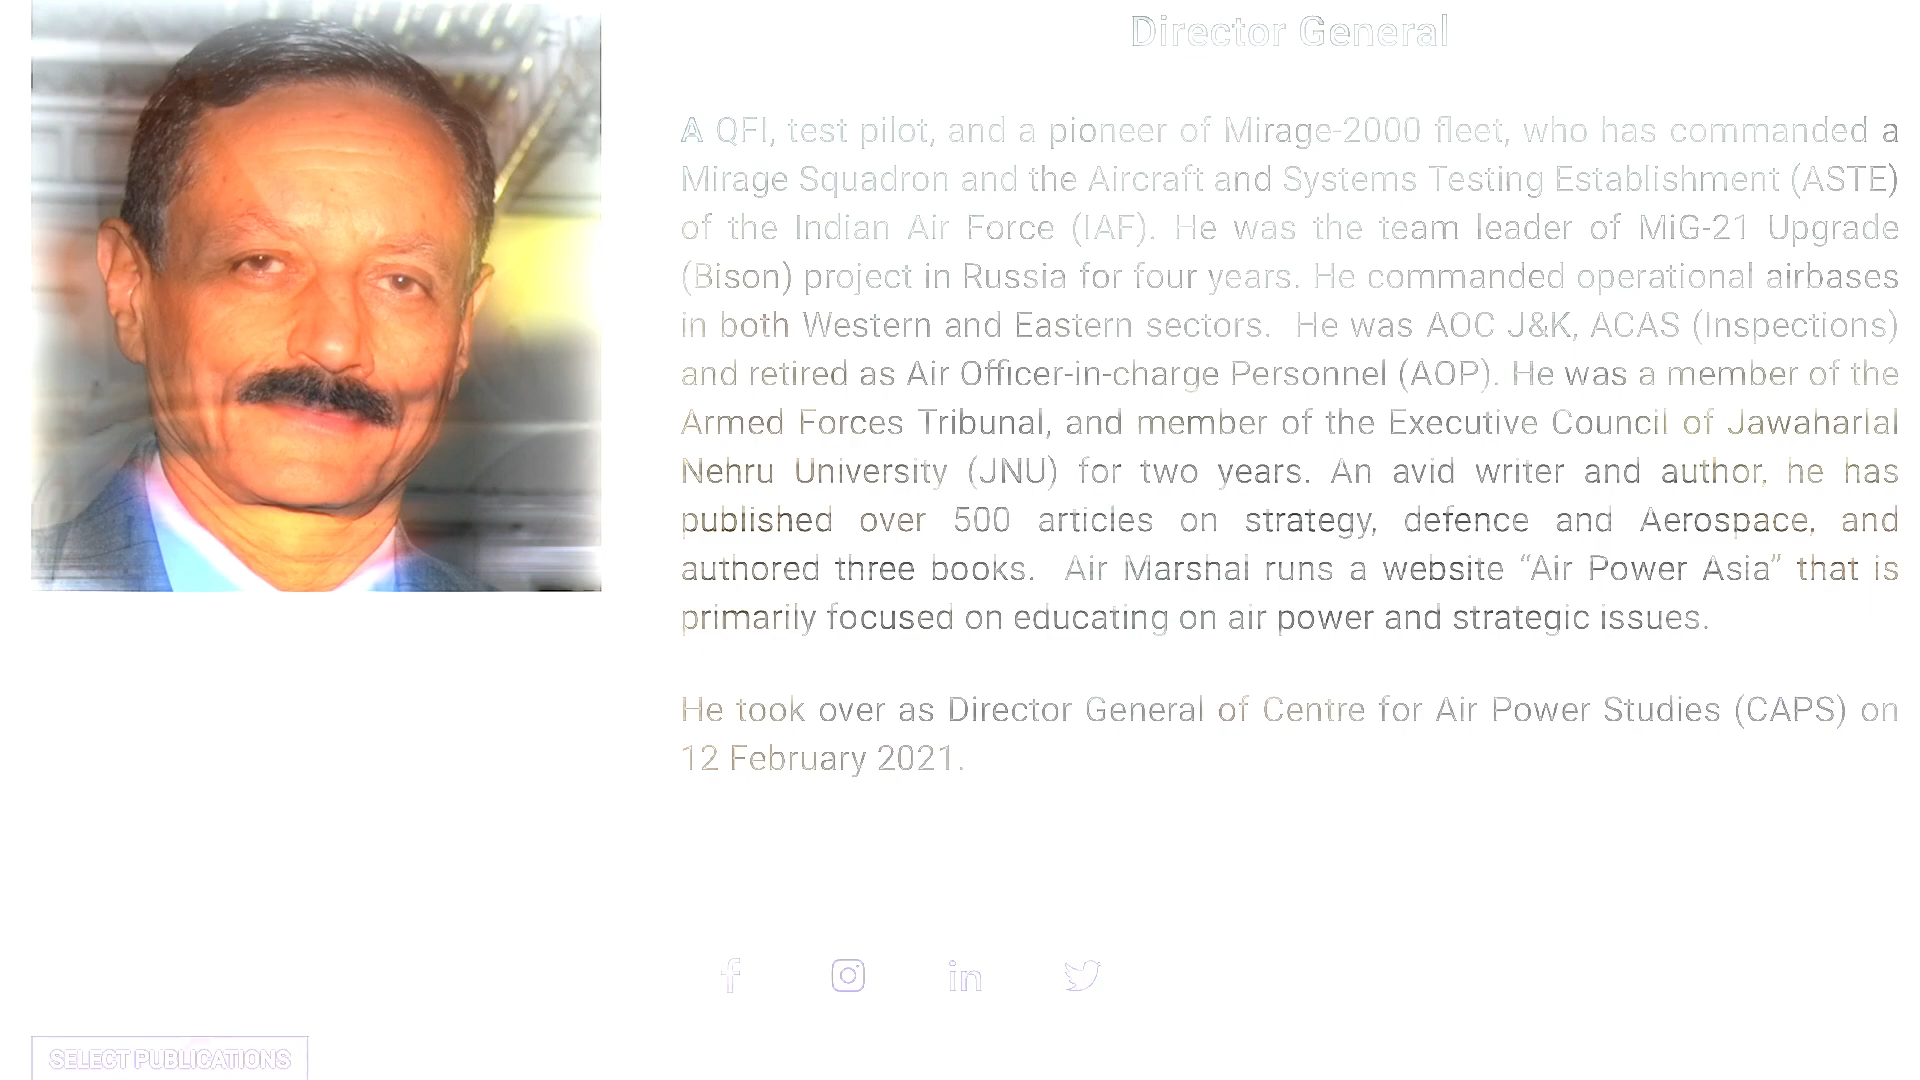 Director General
A QFI, test pilot, and a pioneer of Mirage-2000 fleet, who has commanded a
Mirage Squadron and the Aircraft and Systems Testing Establishment (ASTE)
of the Indian Air Force (IAF). He was the team leader of MiG-21 Upgrade
(Bison) project in Russia for four years. He commanded operational airbases
in both Western and Eastern sectors.  He was AOC J&K, ACAS (Inspections)
and retired as Air Officer-in-charge Personnel (AOP). He was a member of the
Armed Forces Tribunal, and member of the Executive Council of Jawaharlal
Nehru University (JNU) for two years. An avid writer and author, he has
published over 500 articles on strategy, defence and Aerospace, and
authored three books.  Air Marshal runs a website “Air Power Asia” that is
primarily focused on educating on air power and strategic issues.
He took over as Director General of Centre for Air Power Studies (CAPS) on
12 February 2021.
SELECT PUBLICATIONS